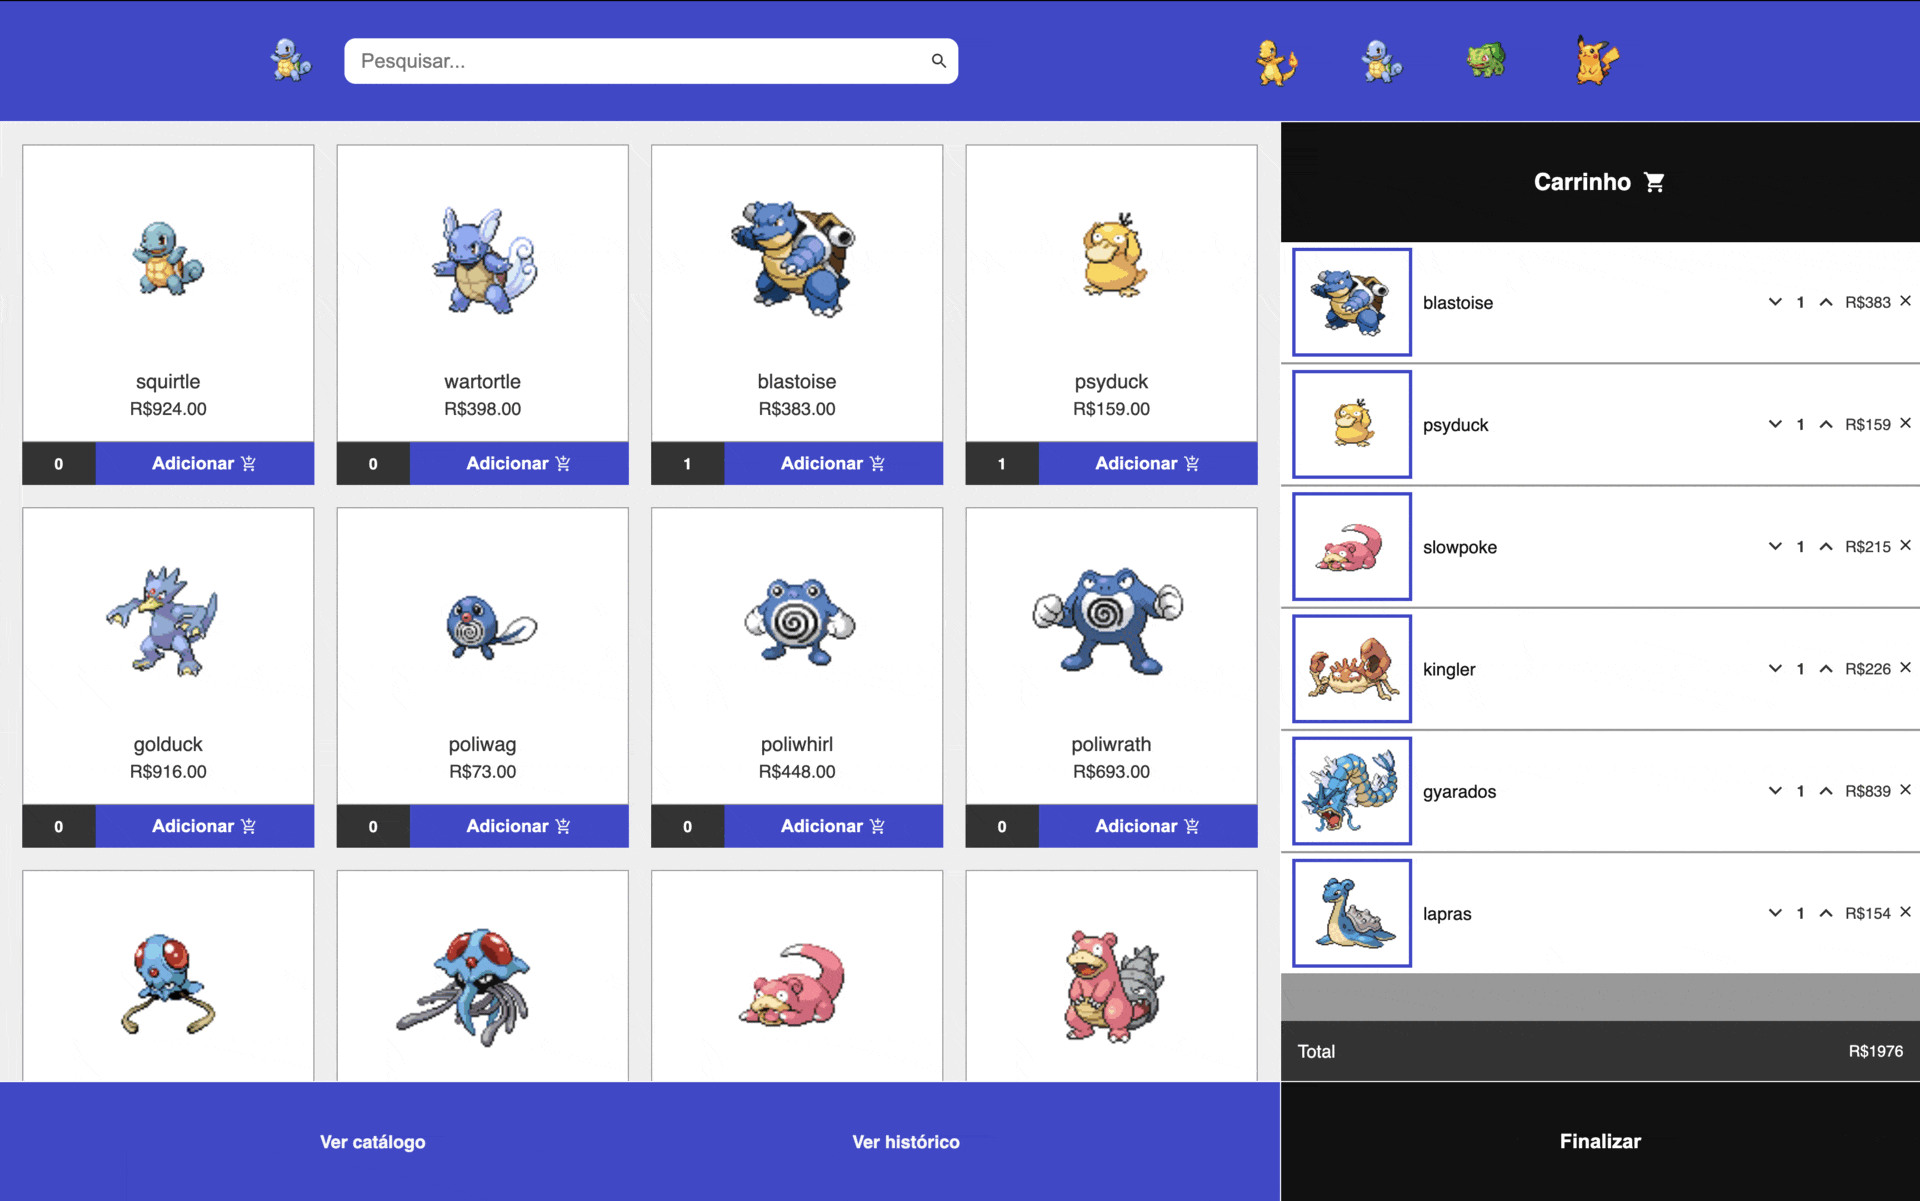 Pesquisar...
squirtle
R$924.00
0 Adicionar
wartortle
R$398.00
0 Adicionar
blastoise
R$383.00
1 Adicionar
psyduck
R$159.00
1 Adicionar
golduck
R$916.00
0 Adicionar
poliwag
R$73.00
0 Adicionar
poliwhirl
R$448.00
0 Adicionar
poliwrath
R$693.00
0 Adicionar
Carrinho
blastoise 1 R$383
psyduck 1 R$159
slowpoke 1 R$215
kingler 1 R$226
gyarados 1 R$839
lapras 1 R$154
Total R$1976
Ver catálogo
Ver histórico
Finalizar